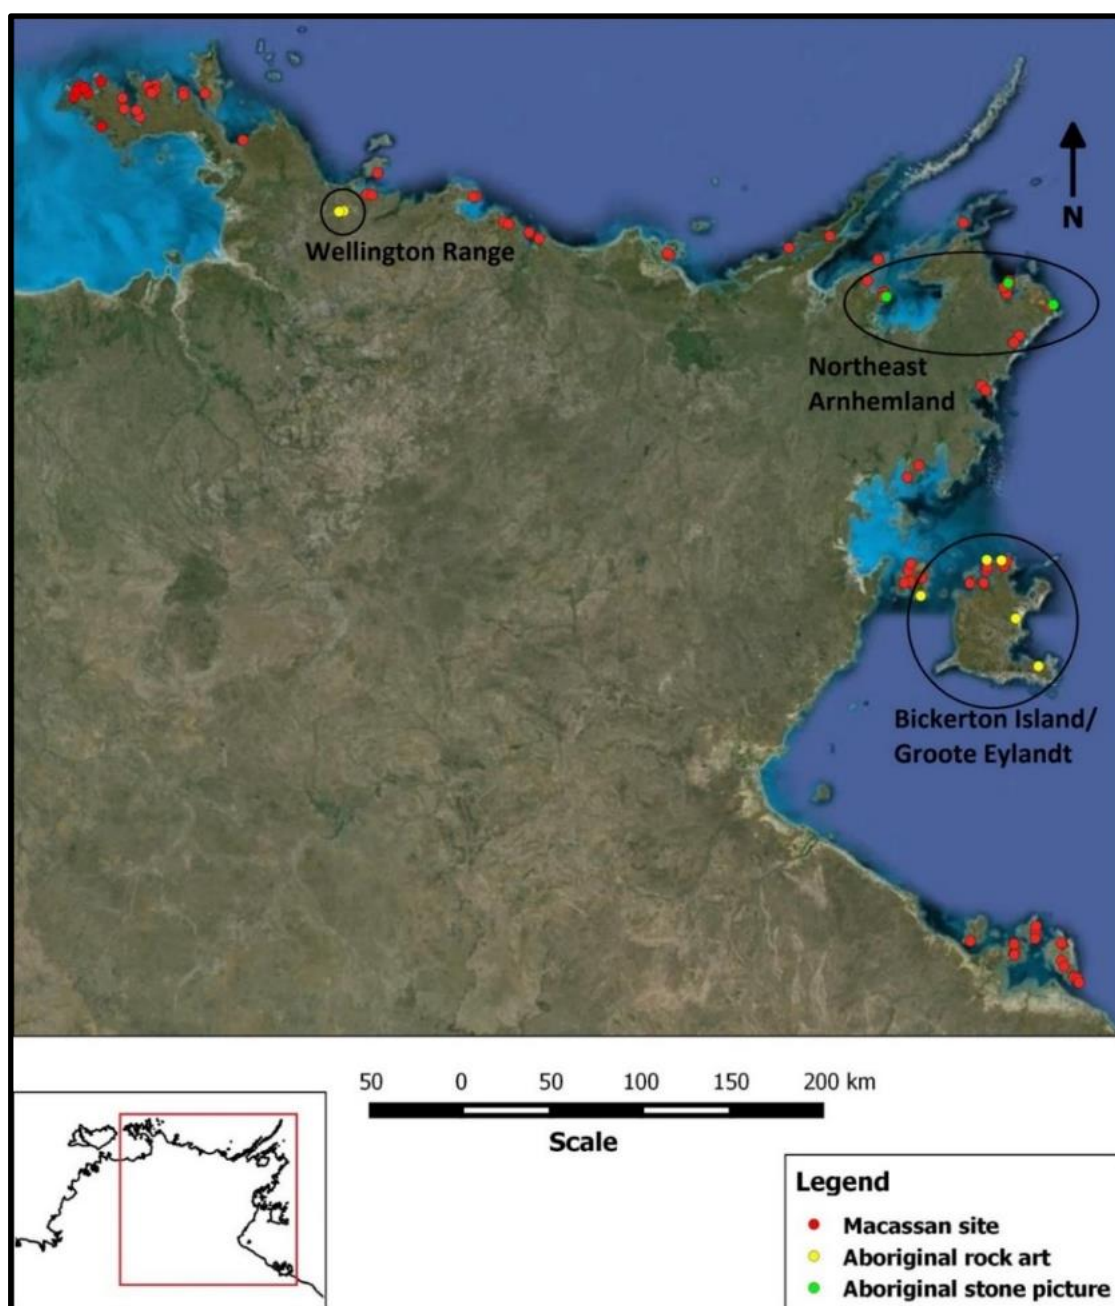 N
Wellington Range
Northeast
Arnhemland
Bickerton Island/
Groote Eylandt
50 0 50 100 150 200 km
Scale
Legend
Macassan site
Aboriginal rock art
Aboriginal stone picture